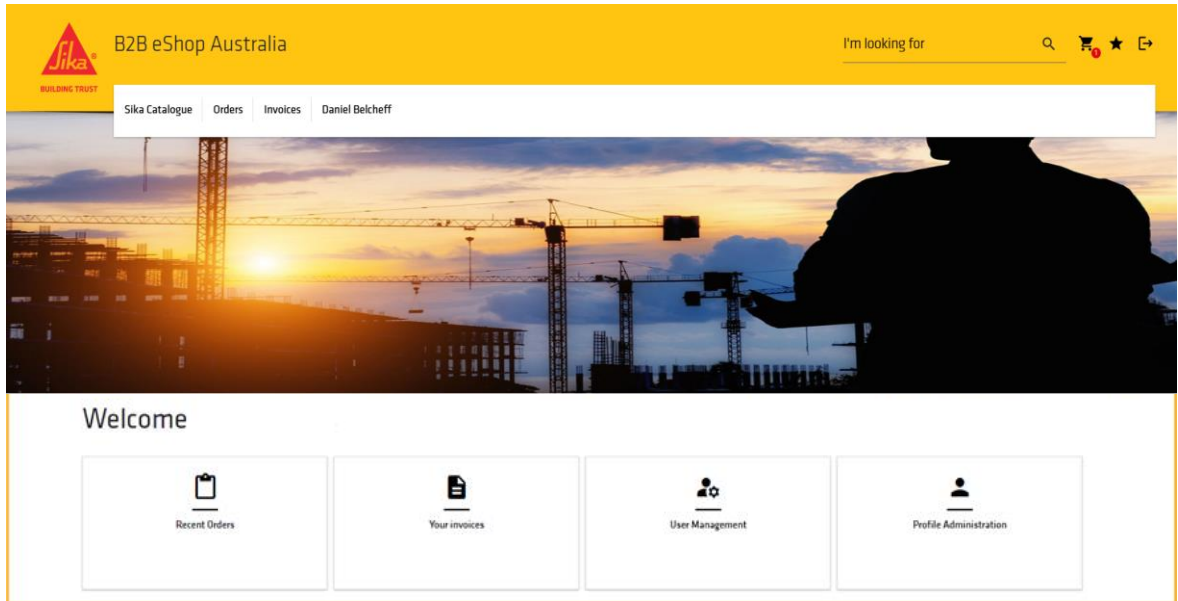 Sika®
BUILDING TRUST
B2B eShop Australia
I'm looking for
1
Sika Catalogue
Orders
Invoices
Daniel Belcheff
Welcome
Recent Orders
Your invoices
User Management
Profile Administration